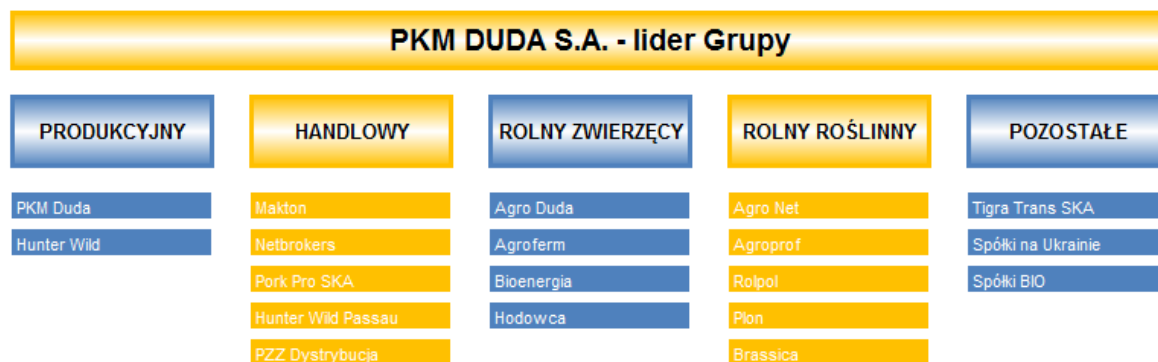 PKM DUDA S.A. - lider Grupy
PRODUKCYJNY
HANDLOWY
ROLNY ZWIERZĘCY
ROLNY ROŚLINNY
POZOSTAŁE
PKM Duda
Hunter Wild
Makton
Netbrokers
Pork Pro SKA
Hunter Wild Passau
PZZ Dystrybucja
Agro Duda
Agroferm
Bioenergia
Hodowca
Agro Net
Agroprof
Rolpol
Plon
Brassica
Tigra Trans SKA
Spółki na Ukrainie
Spółki BIO